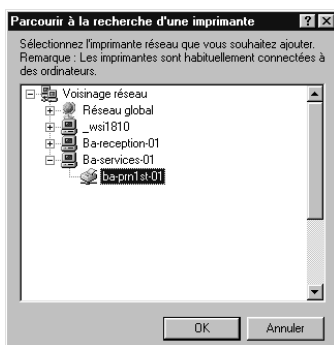 Parcourir à la recherche d'une imprimante
Sélectionnez l'imprimante réseau que vous souhaitez ajouter.
Remarque : Les imprimantes sont habituellement connectées à
des ordinateurs.
Voisinage réseau
Réseau global
_wsi1810
Ba-reception-01
Ba-services-01
ba-prn1st-01
OK
Annuler